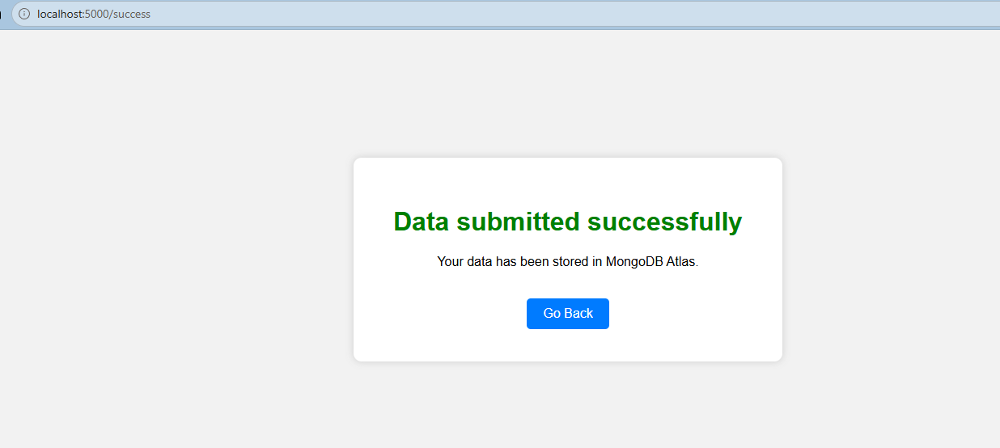 localhost:5000/success
Data submitted successfully
Your data has been stored in MongoDB Atlas.
Go Back